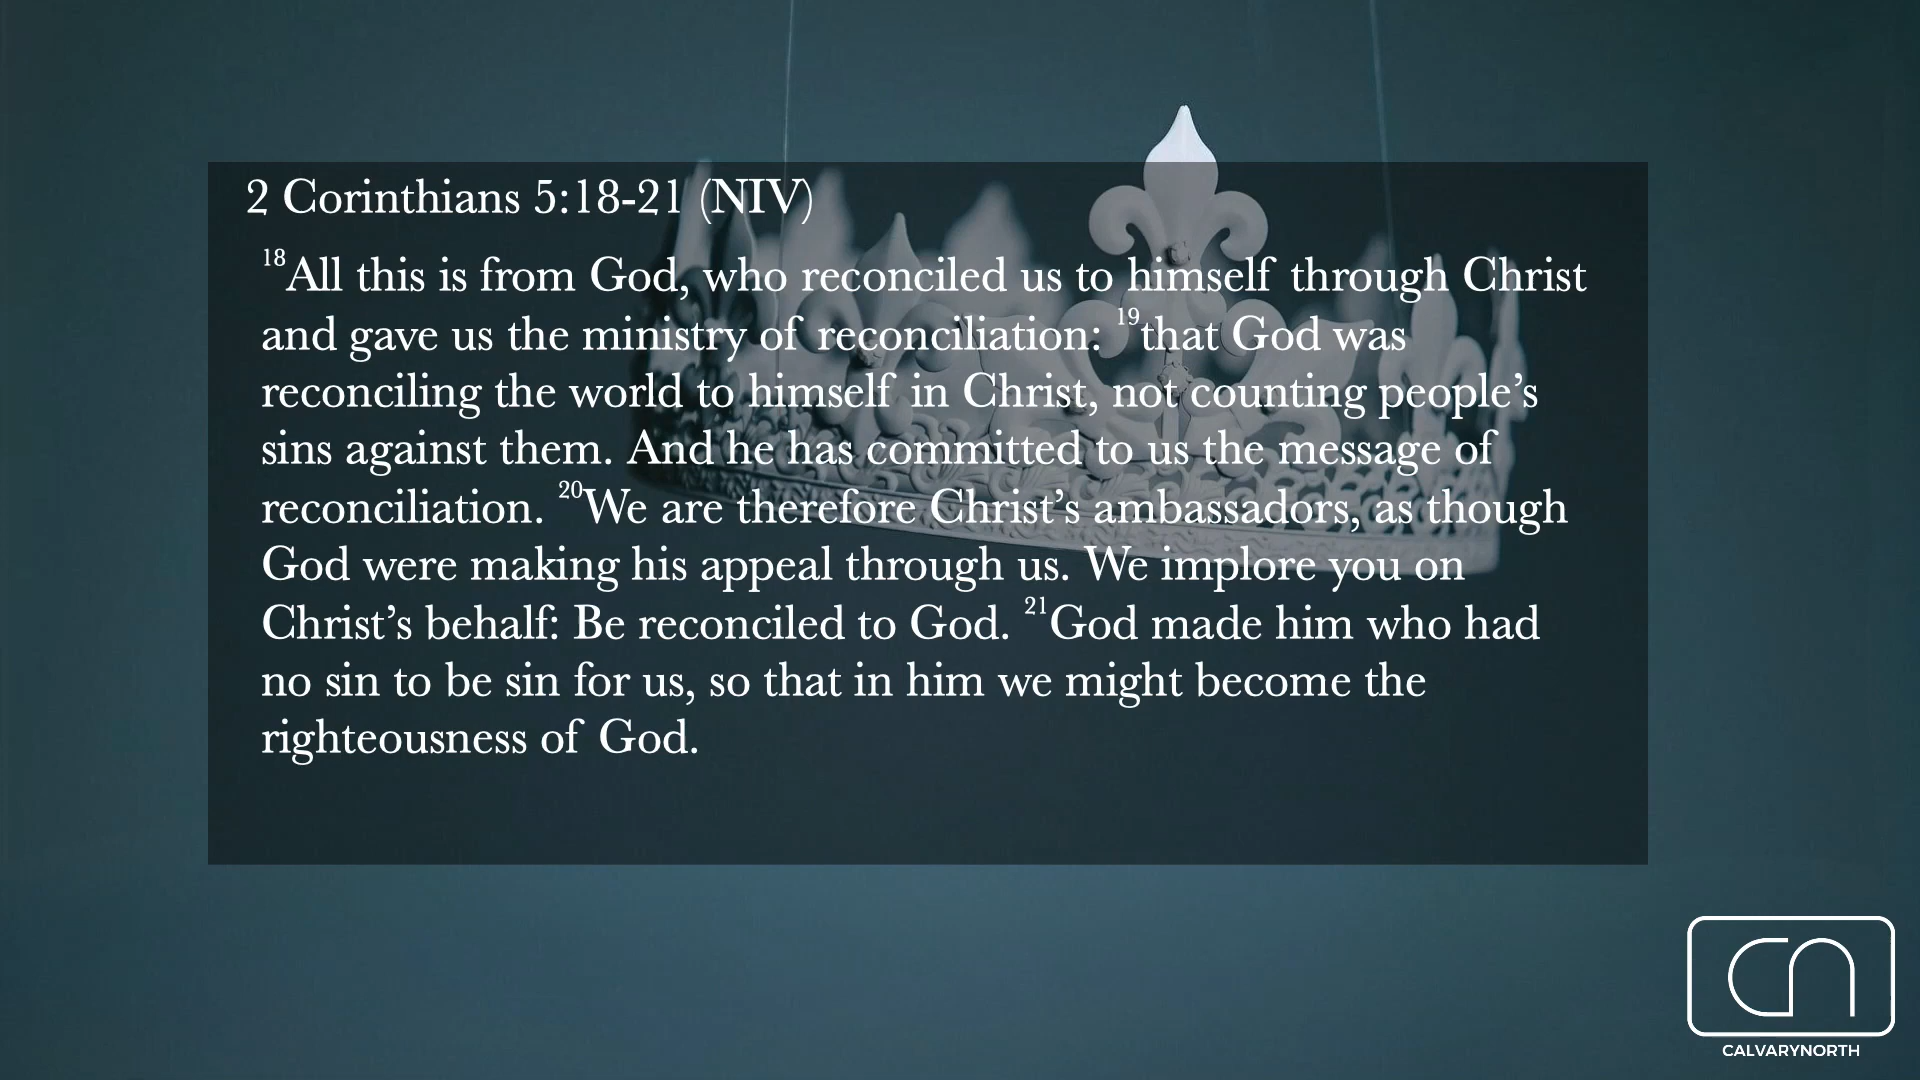 2 Corinthians 5:18-21 (NIV)
18All this is from God, who reconciled us to himself through Christ
and gave us the ministry of reconciliation: 19that God was
reconciling the world to himself in Christ, not counting people’s
sins against them. And he has committed to us the message of
reconciliation. 20We are therefore Christ’s ambassadors, as though
God were making his appeal through us. We implore you on
Christ’s behalf: Be reconciled to God. 21God made him who had
no sin to be sin for us, so that in him we might become the
righteousness of God.
cn
CALVARYNORTH